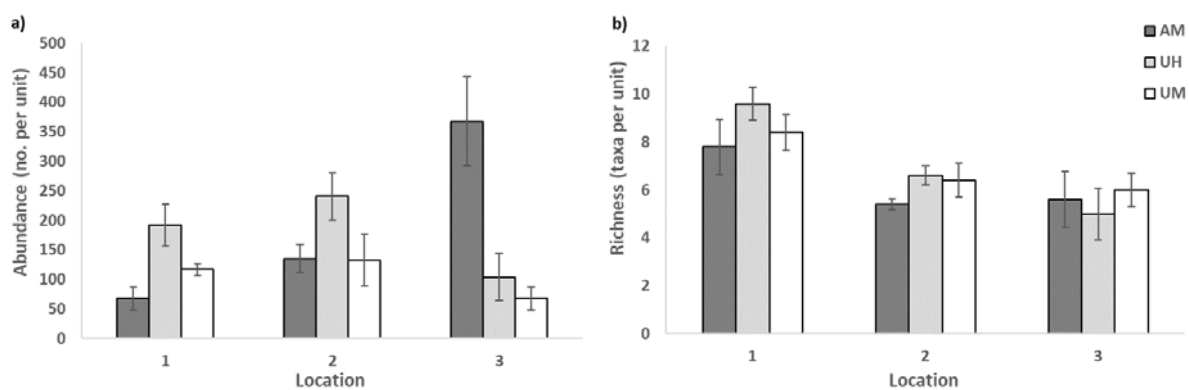 a)
Abundance (no. per unit)
500
450
400
350
300
250
200
150
100
50
0
1
2
3
Location
b)
Richness (taxa per unit)
12
10
8
6
4
2
0
1
2
3
Location
AM
UH
UM